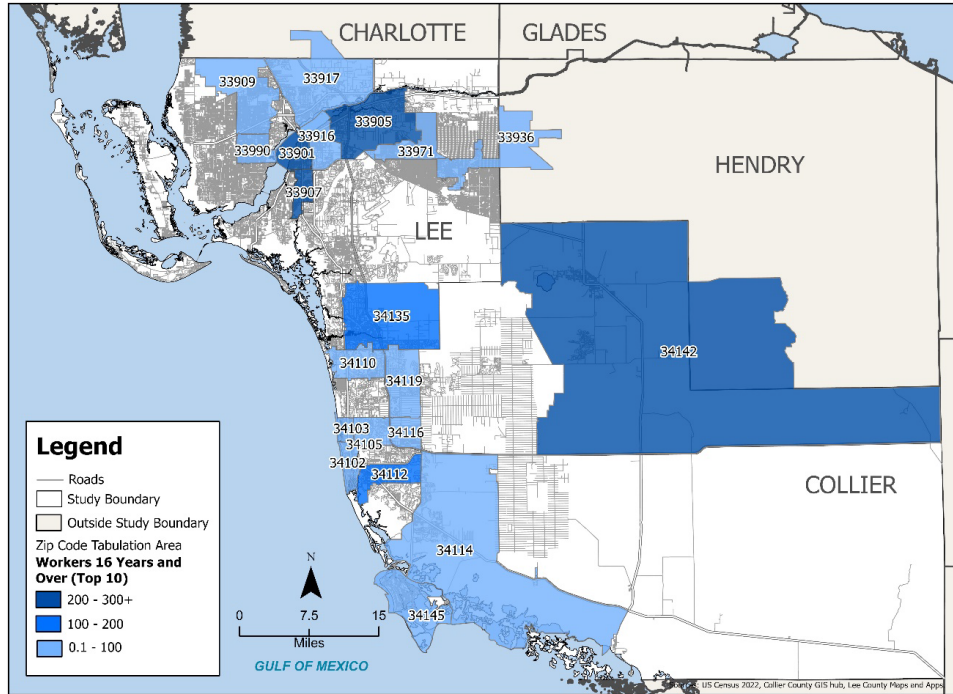 CHARLOTTE
GLADES
33909
33917
33905
33916
33936
33990
33901
33971
HENDRY
33907
LEE
34135
34142
34110
34119
34103
34116
34105
34102
34112
COLLIER
34114
34145
Legend
Roads
Study Boundary
Outside Study Boundary
Zip Code Tabulation Area
Workers 16 Years and
Over (Top 10)
200 - 300+
100 - 200
0.1 - 100
N
0 7.5 15
Miles
GULF OF MEXICO
Sources: US Census 2022, Collier County GIS hub, Lee County Maps and Apps